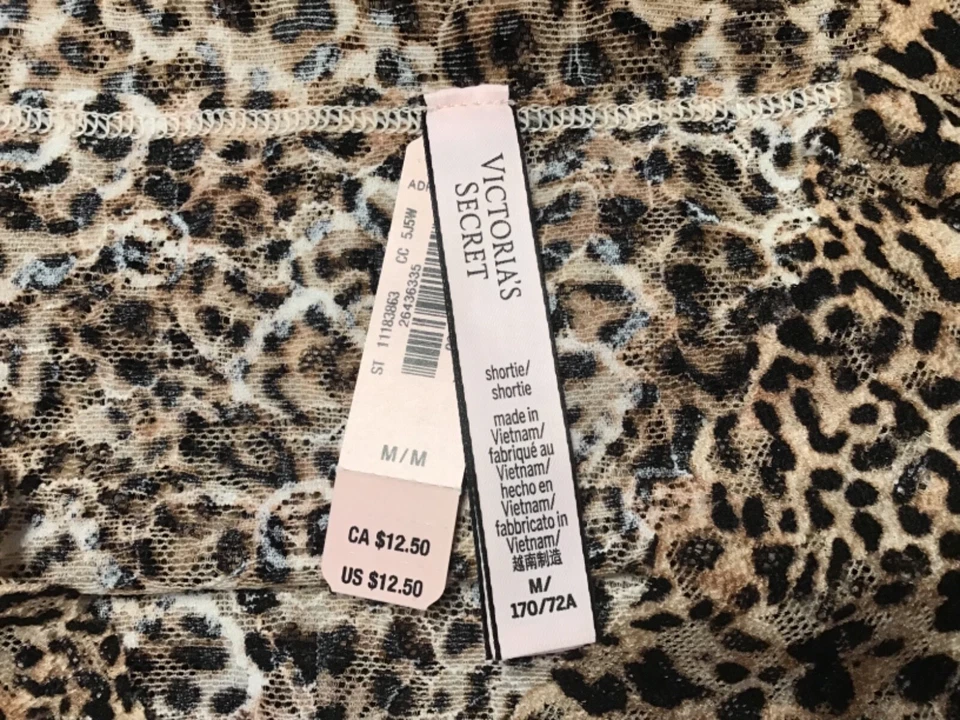 ST 11183863 CC 5J5W
26436335
M/M
CA $12.50
US $12.50
VICTORIA'S
SECRET
shortie/
shortie
made in
Vietnam/
fabriqué au
Vietnam/
hecho en
Vietnam/
fabbricato in
Vietnam/
越南制造
M/
170/72A